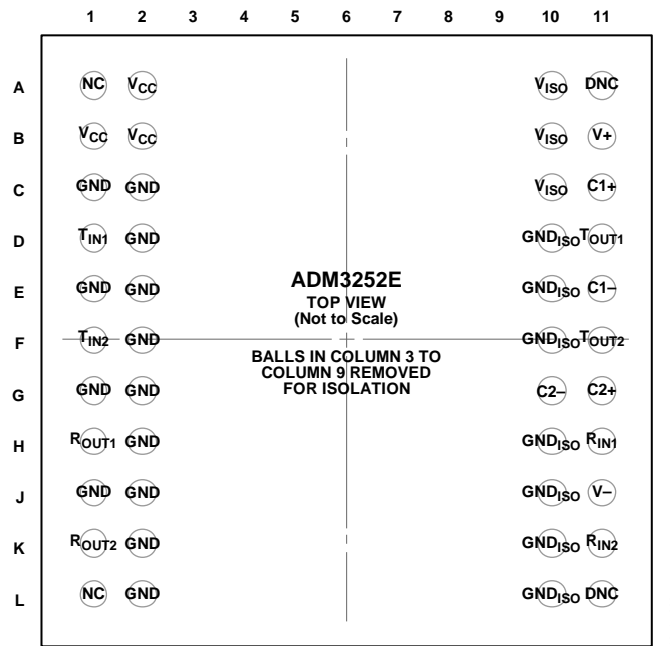 1 2 3 4 5 6 7 8 9 10 11
A NC VCC VISO DNC
B VCC VCC VISO V+
C GND GND VISO C1+
D TIN1 GND GNDISO TOUT1
ADM3252E
E GND GND GNDISO C1–
TOP VIEW
(Not to Scale)
F TIN2 GND GNDISO TOUT2
BALLS IN COLUMN 3 TO
COLUMN 9 REMOVED
FOR ISOLATION
G GND GND C2– C2+
H ROUT1 GND GNDISO RIN1
J GND GND GNDISO V–
K ROUT2 GND GNDISO RIN2
L NC GND GNDISO DNC